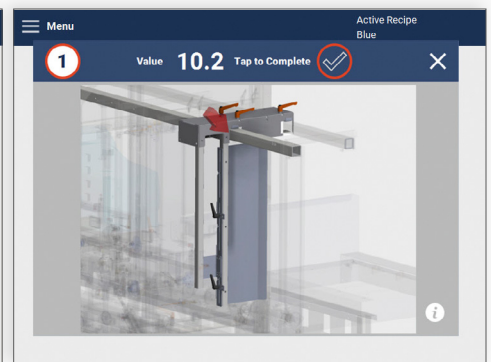 Menu
Active Recipe
Blue
1 Value 10.2 Tap to Complete
i